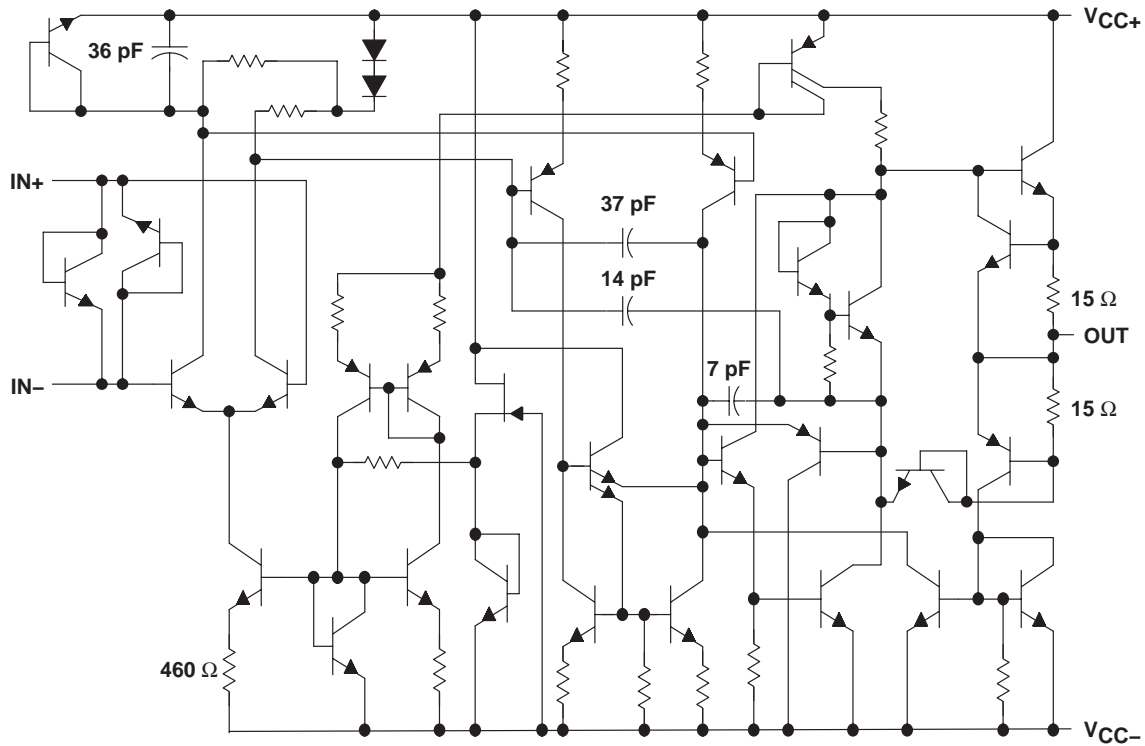 VCC+
36 pF
IN+
37 pF
14 pF
15 Ω
OUT
IN−
7 pF
15 Ω
460 Ω
VCC−